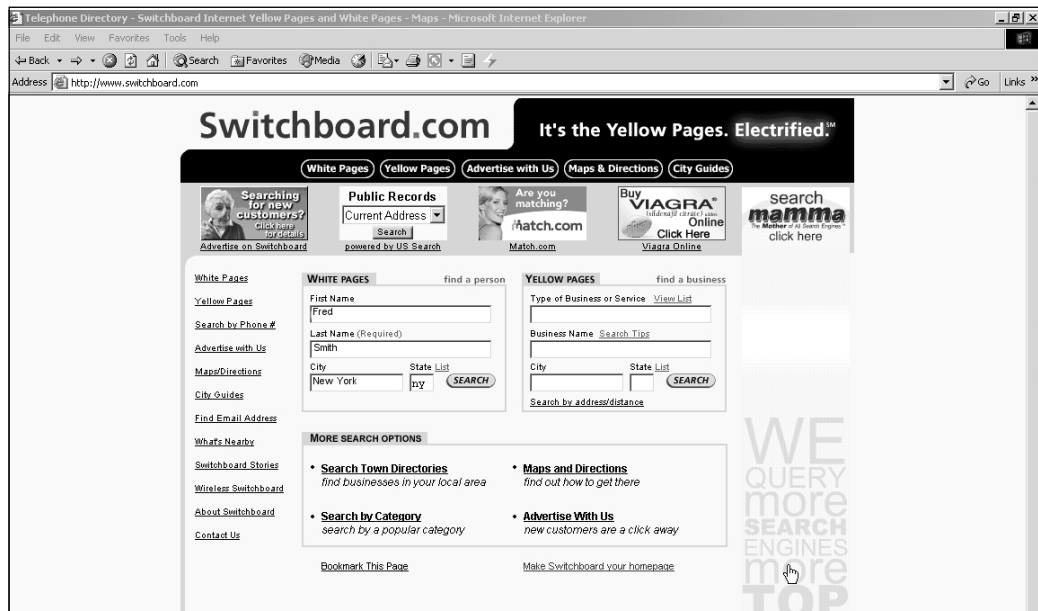 Telephone Directory - Switchboard Internet Yellow Pages and White Pages - Maps - Microsoft Internet Explorer
File Edit View Favorites Tools Help
Back Search Favorites Media
Address http://www.switchboard.com Go Links »
Switchboard.com
It's the Yellow Pages. Electrified.℠
White Pages Yellow Pages Advertise with Us Maps & Directions City Guides
Searching
for new
customers?
Click here
for details
Advertise on Switchboard
Public Records
Current Address
Search
powered by US Search
Are you
matching?
match.com
Match.com
Buy
VIAGRA®
(sildenafil citrate)
Online
Click Here
Viagra Online
search
mamma
The Mother of All Search Engines
click here
White Pages
Yellow Pages
Search by Phone #
Advertise with Us
Maps/Directions
City Guides
Find Email Address
What's Nearby
Switchboard Stories
Wireless Switchboard
About Switchboard
Contact Us
WHITE PAGES find a person
First Name
Fred
Last Name (Required)
Smith
City State List
New York ny SEARCH
YELLOW PAGES find a business
Type of Business or Service View List
Business Name Search Tips
City State List
SEARCH
Search by address/distance
MORE SEARCH OPTIONS
• Search Town Directories
find businesses in your local area
• Maps and Directions
find out how to get there
• Search by Category
search by a popular category
• Advertise With Us
new customers are a click away
Bookmark This Page
Make Switchboard your homepage
WE
QUERY
more
SEARCH
ENGINES
more
TOP